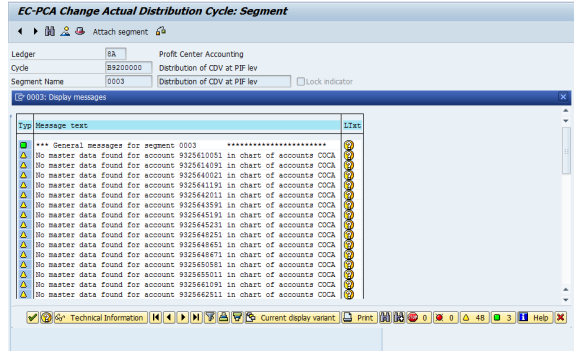 EC-PCA Change Actual Distribution Cycle: Segment
Attach segment
Ledger 8A Profit Center Accounting
Cycle B9200000 Distribution of CDV at PIF lev
Segment Name 0003 Distribution of CDV at PIF lev Lock indicator
0003: Display messages
Typ Message text LTxt
*** General messages for segment 0003 ***********************
No master data found for account 9325610051 in chart of accounts COCA
No master data found for account 9325614091 in chart of accounts COCA
No master data found for account 9325640021 in chart of accounts COCA
No master data found for account 9325641191 in chart of accounts COCA
No master data found for account 9325642011 in chart of accounts COCA
No master data found for account 9325643591 in chart of accounts COCA
No master data found for account 9325645191 in chart of accounts COCA
No master data found for account 9325645231 in chart of accounts COCA
No master data found for account 9325648251 in chart of accounts COCA
No master data found for account 9325648651 in chart of accounts COCA
No master data found for account 9325648671 in chart of accounts COCA
No master data found for account 9325650581 in chart of accounts COCA
No master data found for account 9325655011 in chart of accounts COCA
No master data found for account 9325661091 in chart of accounts COCA
No master data found for account 9325662511 in chart of accounts COCA
Technical Information Current display variant Print 0 0 48 3 Help